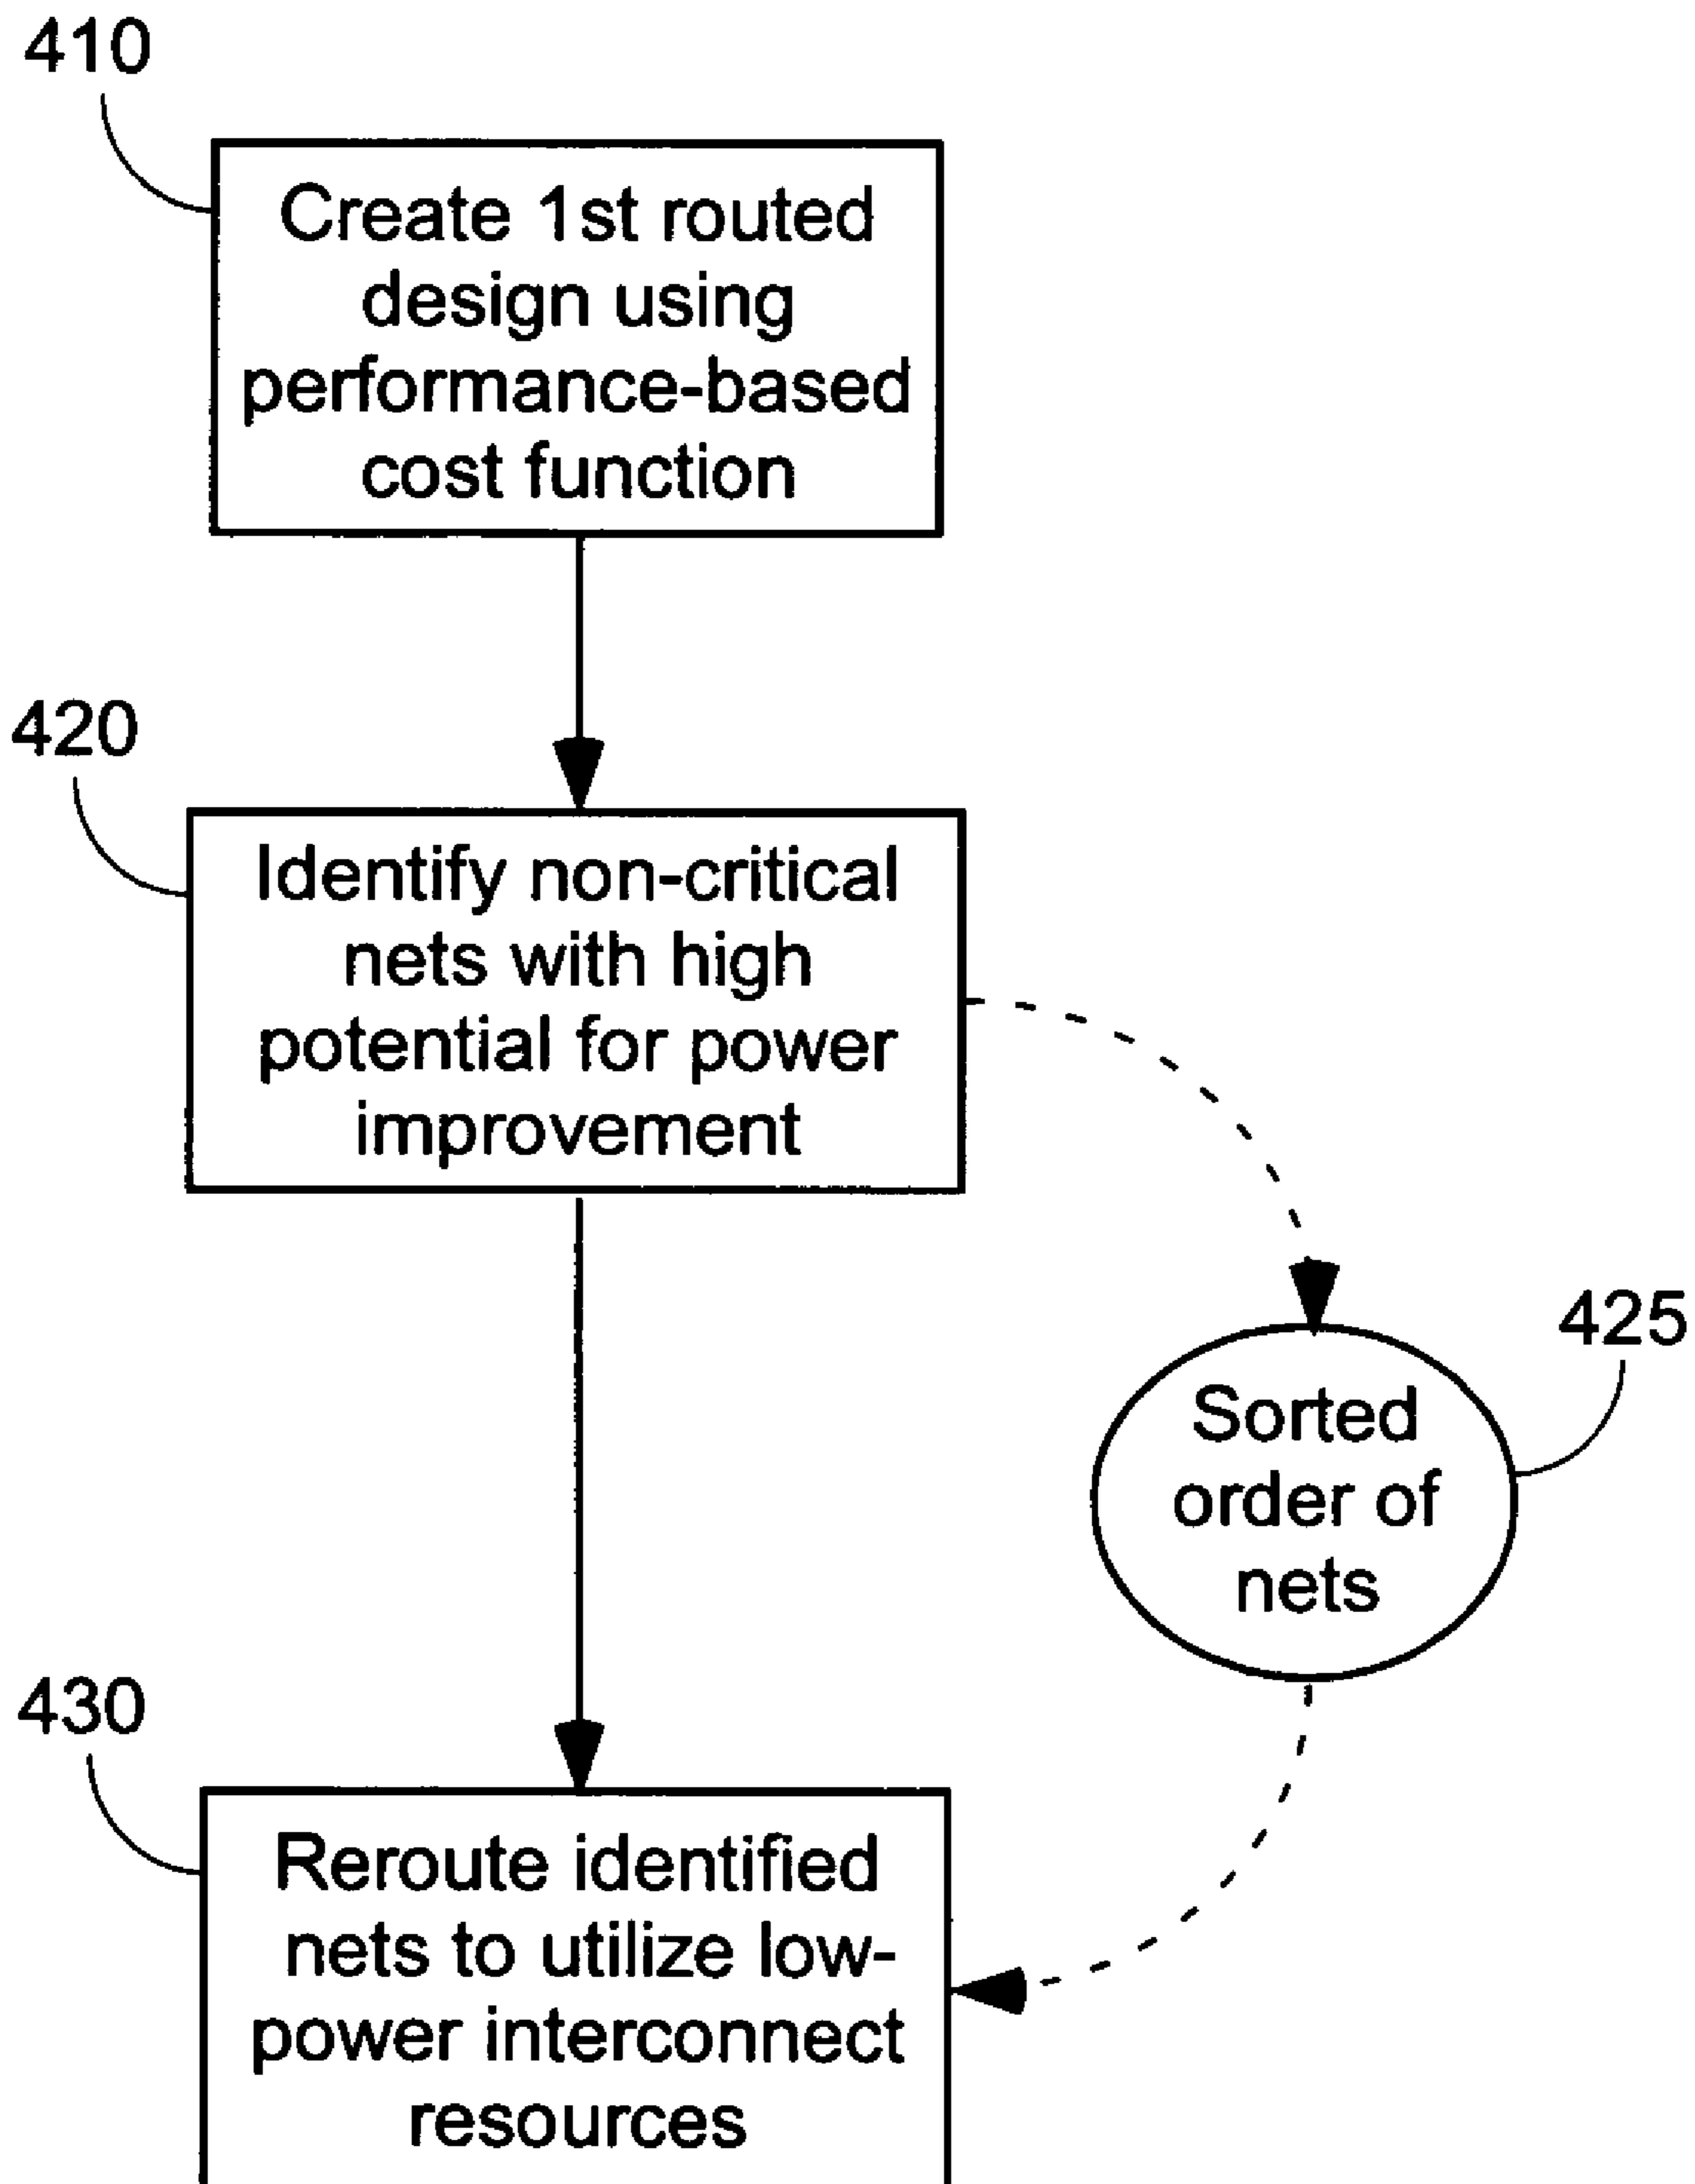 410
Create 1st routed
design using
performance-based
cost function
420
Identify non-critical
nets with high
potential for power
improvement
425
Sorted
order of
nets
430
Reroute identified
nets to utilize low-
power interconnect
resources